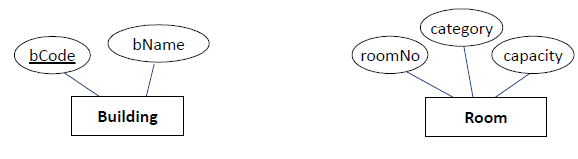 bCode
bName
Building
roomNo
category
capacity
Room